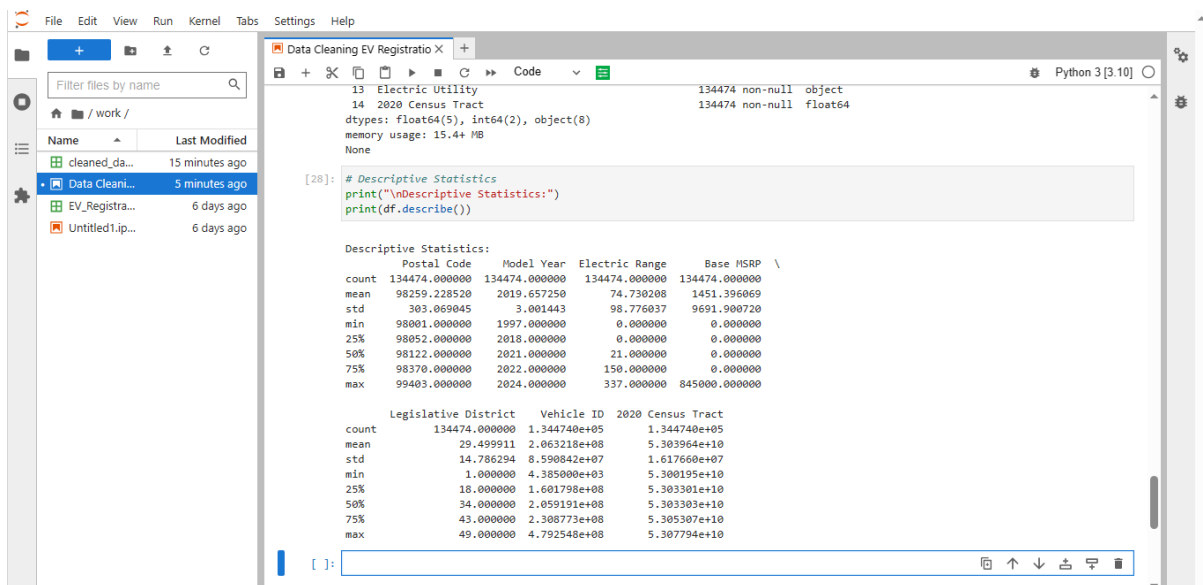 File Edit View Run Kernel Tabs Settings Help
Filter files by name
/ work /
Name Last Modified
cleaned_da... 15 minutes ago
Data Cleani... 5 minutes ago
EV_Registra... 6 days ago
Untitled1.ip... 6 days ago
Data Cleaning EV Registratio
Code
Python 3 [3.10]
13 Electric Utility 134474 non-null object
14 2020 Census Tract 134474 non-null float64
dtypes: float64(5), int64(2), object(8)
memory usage: 15.4+ MB
None
[28]: # Descriptive Statistics
print("\nDescriptive Statistics:")
print(df.describe())
Descriptive Statistics:
Postal Code Model Year Electric Range Base MSRP \
count 134474.000000 134474.000000 134474.000000 134474.000000
mean 98259.228520 2019.657250 74.730208 1451.396069
std 303.069045 3.001443 98.776037 9691.900720
min 98001.000000 1997.000000 0.000000 0.000000
25% 98052.000000 2018.000000 0.000000 0.000000
50% 98122.000000 2021.000000 21.000000 0.000000
75% 98370.000000 2022.000000 150.000000 0.000000
max 99403.000000 2024.000000 337.000000 845000.000000
Legislative District Vehicle ID 2020 Census Tract
count 134474.000000 1.344740e+05 1.344740e+05
mean 29.499911 2.063218e+08 5.303964e+10
std 14.786294 8.590842e+07 1.617660e+07
min 1.000000 4.385000e+03 5.300195e+10
25% 18.000000 1.601798e+08 5.303301e+10
50% 34.000000 2.059191e+08 5.303303e+10
75% 43.000000 2.308773e+08 5.305307e+10
max 49.000000 4.792548e+08 5.307794e+10
[ ]: